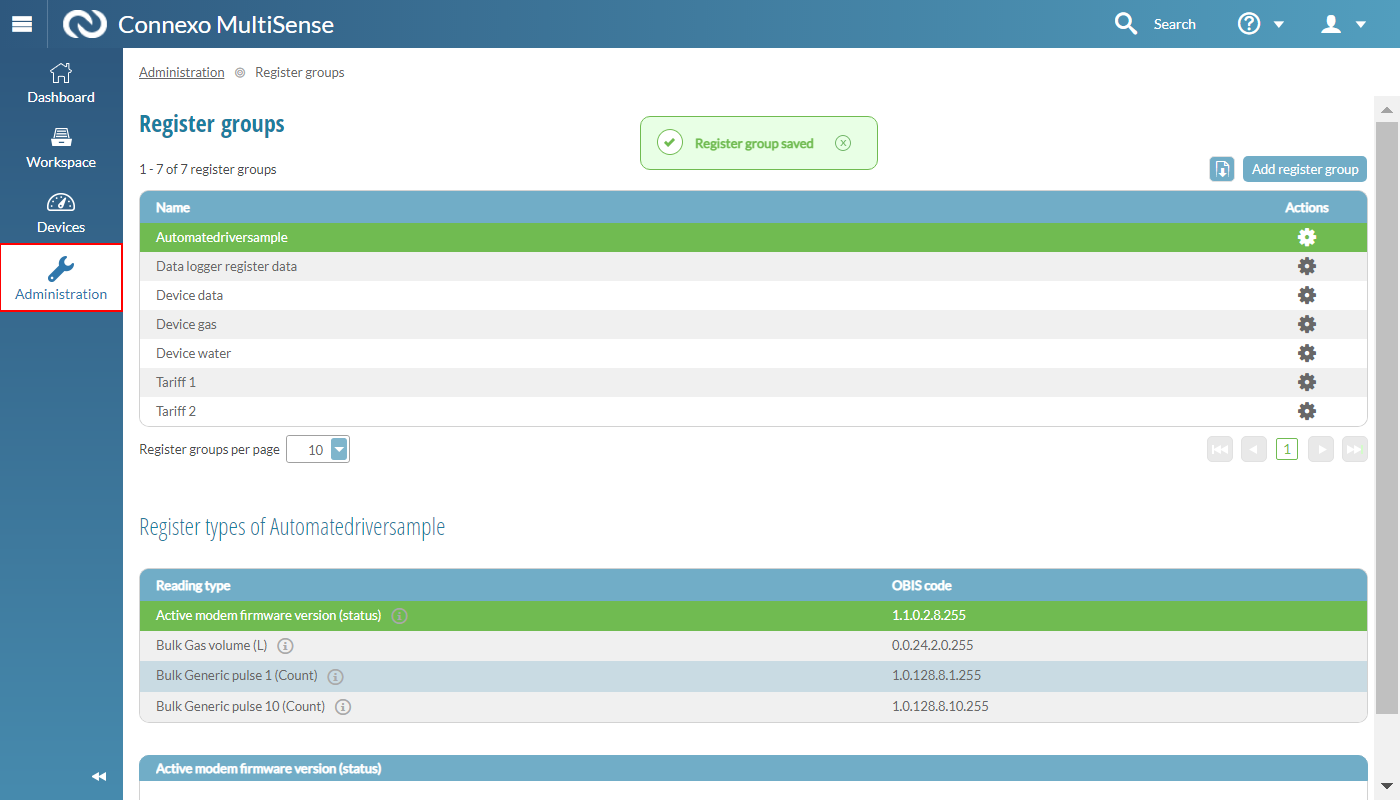 Connexo MultiSense
Search
Dashboard
Workspace
Devices
Administration
Administration Register groups
Register groups
Register group saved
1 - 7 of 7 register groups
Add register group
Name Actions
Automatedriversample
Data logger register data
Device data
Device gas
Device water
Tariff 1
Tariff 2
Register groups per page 10
1
Register types of Automatedriversample
Reading type OBIS code
Active modem firmware version (status) 1.1.0.2.8.255
Bulk Gas volume (L) 0.0.24.2.0.255
Bulk Generic pulse 1 (Count) 1.0.128.8.1.255
Bulk Generic pulse 10 (Count) 1.0.128.8.10.255
Active modem firmware version (status)